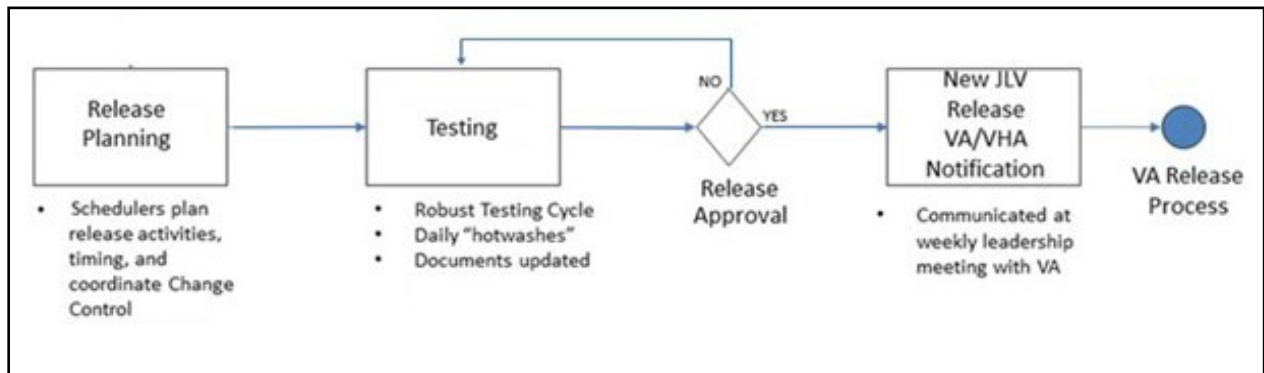 Release
Planning
• Schedulers plan
release activities,
timing, and
coordinate Change
Control
Testing
• Robust Testing Cycle
• Daily “hotwashes”
• Documents updated
NO
YES
Release
Approval
New JLV
Release
VA/VHA
Notification
• Communicated at
weekly leadership
meeting with VA
VA Release
Process